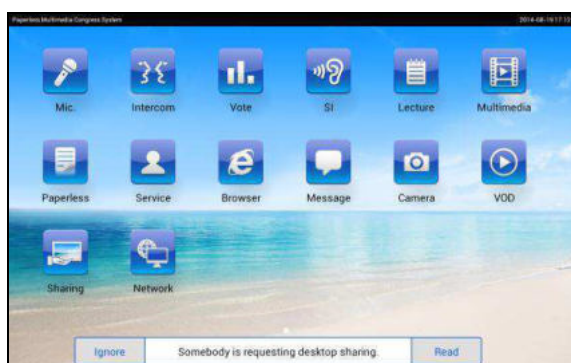 Paperless Multimedia Congress System 2014-08-19 17:13
Mic. Intercom Vote SI Lecture Multimedia
Paperless Service Browser Message Camera VOD
Sharing Network
Ignore Somebody is requesting desktop sharing. Read